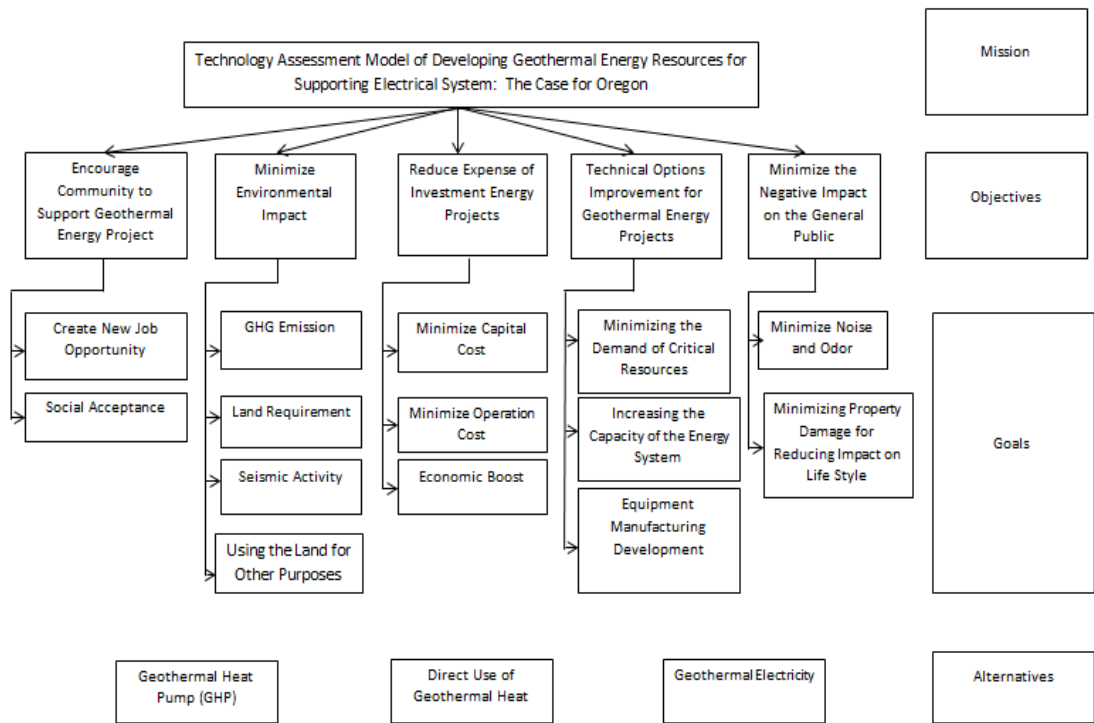 Mission
Technology Assessment Model of Developing Geothermal Energy Resources for
Supporting Electrical System: The Case for Oregon
Encourage
Community to
Support Geothermal
Energy Project
Minimize
Environmental
Impact
Reduce Expense of
Investment Energy
Projects
Technical Options
Improvement for
Geothermal Energy
Projects
Minimize the
Negative Impact
on the General
Public
Objectives
Create New Job
Opportunity
Social Acceptance
GHG Emission
Land Requirement
Seismic Activity
Using the Land for
Other Purposes
Minimize Capital
Cost
Minimize Operation
Cost
Economic Boost
Minimizing the
Demand of Critical
Resources
Increasing the
Capacity of the Energy
System
Equipment
Manufacturing
Development
Minimize Noise
and Odor
Minimizing Property
Damage for
Reducing Impact on
Life Style
Goals
Geothermal Heat
Pump (GHP)
Direct Use of
Geothermal Heat
Geothermal Electricity
Alternatives